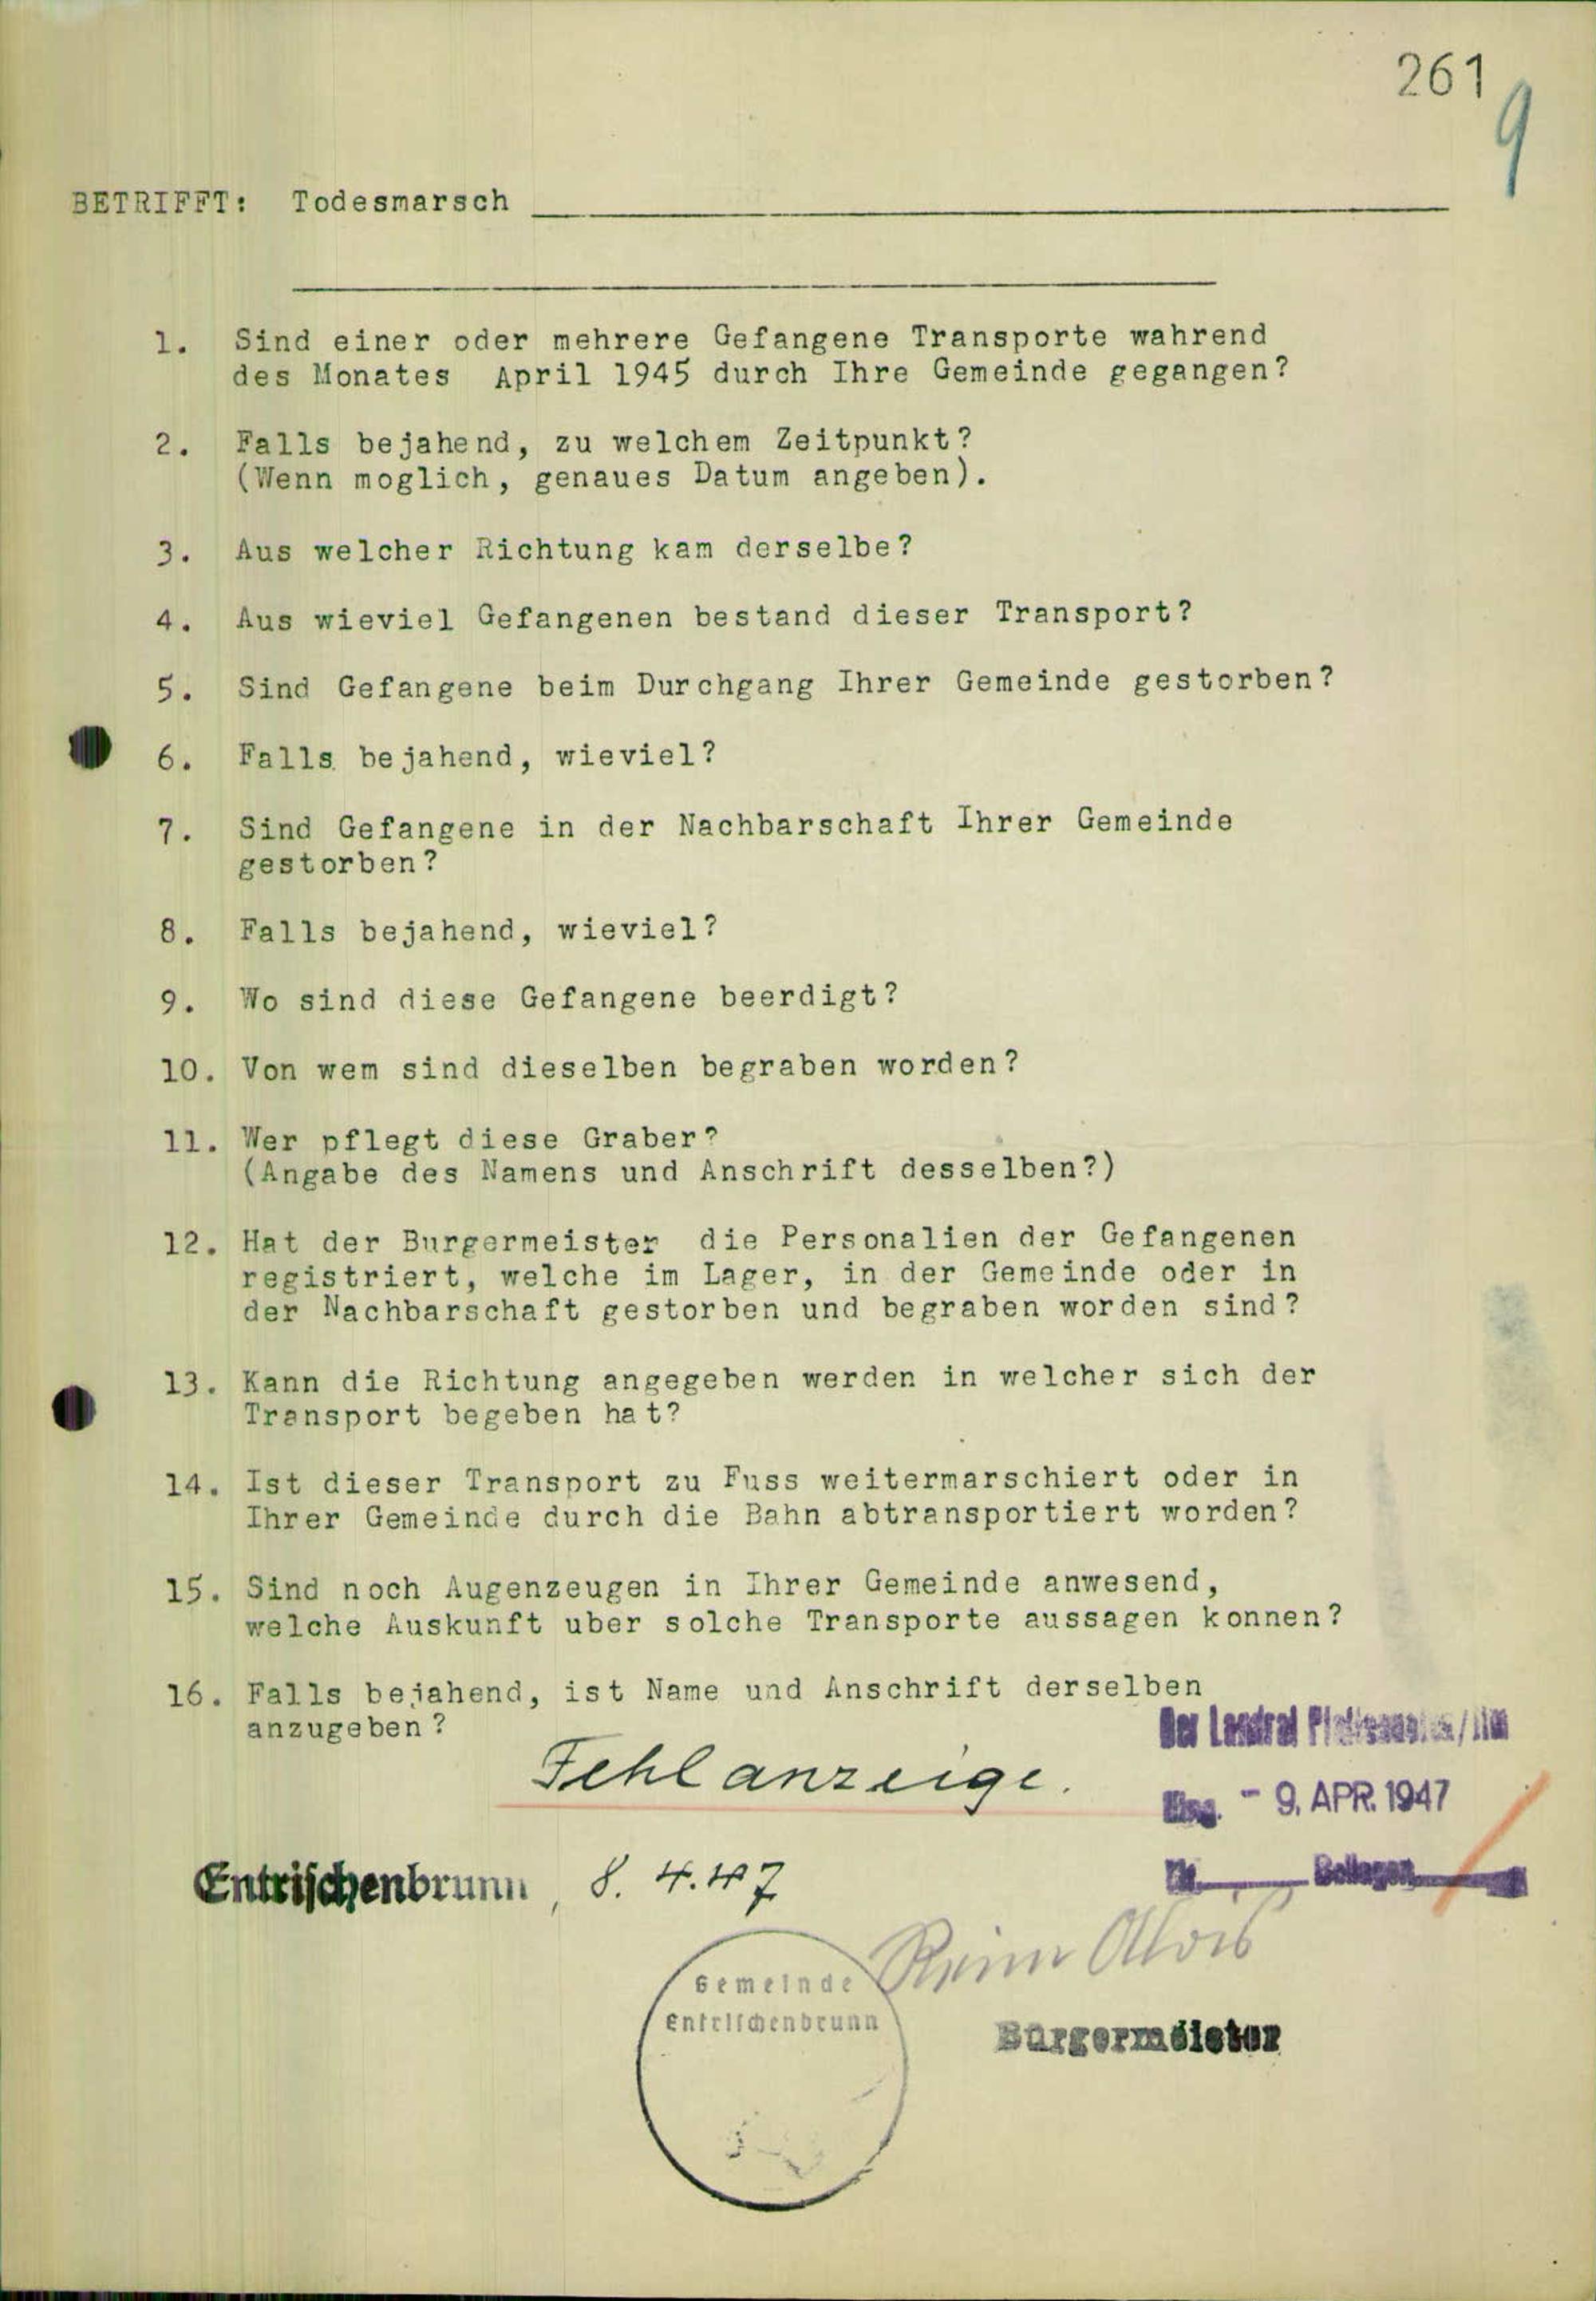 261
9
BETRIFFT: Todesmarsch
1. Sind einer oder mehrere Gefangene Transporte wahrend
des Monates April 1945 durch Ihre Gemeinde gegangen?
2. Falls bejahend, zu welchem Zeitpunkt?
(Wenn moglich, genaues Datum angeben).
3. Aus welcher Richtung kam derselbe?
4. Aus wieviel Gefangenen bestand dieser Transport?
5. Sind Gefangene beim Durchgang Ihrer Gemeinde gestorben?
6. Falls bejahend, wieviel?
7. Sind Gefangene in der Nachbarschaft Ihrer Gemeinde
gestorben?
8. Falls bejahend, wieviel?
9. Wo sind diese Gefangene beerdigt?
10. Von wem sind dieselben begraben worden?
11. Wer pflegt diese Graber?
(Angabe des Namens und Anschrift desselben?)
12. Hat der Burgermeister die Personalien der Gefangenen
registriert, welche im Lager, in der Gemeinde oder in
der Nachbarschaft gestorben und begraben worden sind?
13. Kann die Richtung angegeben werden in welcher sich der
Transport begeben hat?
14. Ist dieser Transport zu Fuss weitermarschiert oder in
Ihrer Gemeinde durch die Bahn abtransportiert worden?
15. Sind noch Augenzeugen in Ihrer Gemeinde anwesend,
welche Auskunft uber solche Transporte aussagen konnen?
16. Falls bejahend, ist Name und Anschrift derselben
anzugeben?
Der Landrat
Fehlanzeige.
Eing. - 9. APR. 1947
Beilagen
Entrischenbrunn, 8. 4. 47
Alois
Gemeinde
Entrischenbrunn
Bürgermeister